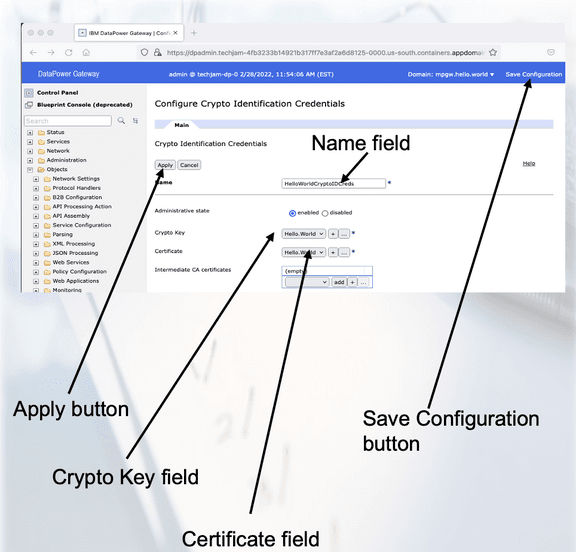 IBM DataPower Gateway | Confi
https://dpadmin.techjam-4fb3233b14921b317ff7e3af2a6d8125-0000.us-south.containers.appdomai
DataPower Gateway
admin @ techjam-dp-0 2/28/2022, 11:54:06 AM (EST)
Domain: mpgw.hello.world
Save Configuration
Control Panel
Blueprint Console (deprecated)
Search
Status
Services
Network
Administration
Objects
Network Settings
Protocol Handlers
B2B Configuration
API Processing Action
API Assembly
Service Configuration
Parsing
XML Processing
JSON Processing
Web Services
Policy Configuration
Web Applications
Monitoring
Configure Crypto Identification Credentials
Main
Crypto Identification Credentials
Apply Cancel
Help
Name
HelloWorldCryptoIDCreds *
Administrative state
enabled disabled
Crypto Key
Hello.World + ... *
Certificate
Hello.World + ... *
Intermediate CA certificates
(empty)
add + ...
Name field
Apply button
Save Configuration
button
Crypto Key field
Certificate field